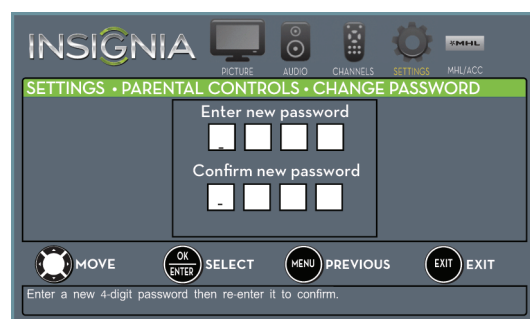 INSIGNIA
PICTURE AUDIO CHANNELS SETTINGS MHL/ACC
MHL
SETTINGS • PARENTAL CONTROLS • CHANGE PASSWORD
Enter new password
_
Confirm new password
_
MOVE OK ENTER SELECT MENU PREVIOUS EXIT EXIT
Enter a new 4-digit password then re-enter it to confirm.